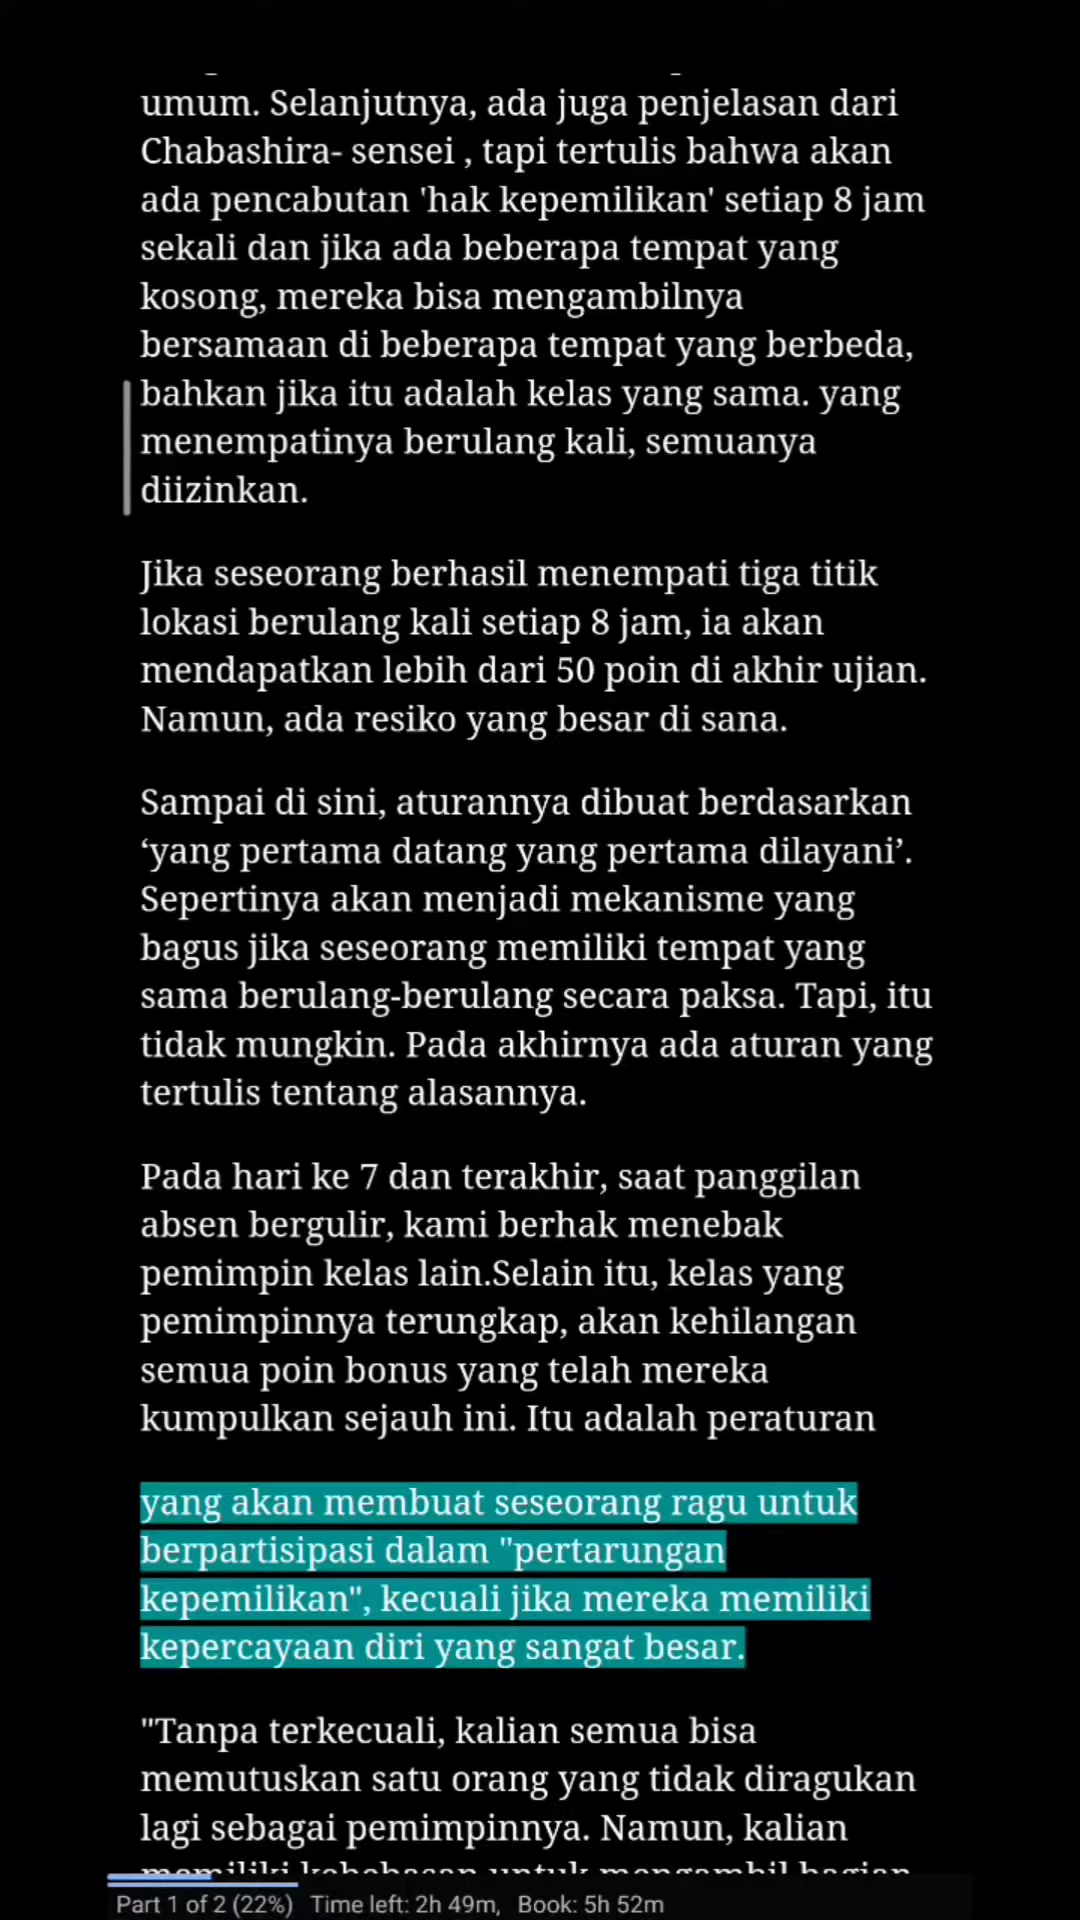 umum. Selanjutnya, ada juga penjelasan dari
Chabashira- sensei , tapi tertulis bahwa akan
ada pencabutan 'hak kepemilikan' setiap 8 jam
sekali dan jika ada beberapa tempat yang
kosong, mereka bisa mengambilnya
bersamaan di beberapa tempat yang berbeda,
bahkan jika itu adalah kelas yang sama. yang
menempatinya berulang kali, semuanya
diizinkan.
Jika seseorang berhasil menempati tiga titik
lokasi berulang kali setiap 8 jam, ia akan
mendapatkan lebih dari 50 poin di akhir ujian.
Namun, ada resiko yang besar di sana.
Sampai di sini, aturannya dibuat berdasarkan
‘yang pertama datang yang pertama dilayani’.
Sepertinya akan menjadi mekanisme yang
bagus jika seseorang memiliki tempat yang
sama berulang-berulang secara paksa. Tapi, itu
tidak mungkin. Pada akhirnya ada aturan yang
tertulis tentang alasannya.
Pada hari ke 7 dan terakhir, saat panggilan
absen bergulir, kami berhak menebak
pemimpin kelas lain.Selain itu, kelas yang
pemimpinnya terungkap, akan kehilangan
semua poin bonus yang telah mereka
kumpulkan sejauh ini. Itu adalah peraturan
yang akan membuat seseorang ragu untuk
berpartisipasi dalam "pertarungan
kepemilikan", kecuali jika mereka memiliki
kepercayaan diri yang sangat besar.
"Tanpa terkecuali, kalian semua bisa
memutuskan satu orang yang tidak diragukan
lagi sebagai pemimpinnya. Namun, kalian
memiliki kebebasan untuk mengambil bagian
Part 1 of 2 (22%) Time left: 2h 49m, Book: 5h 52m